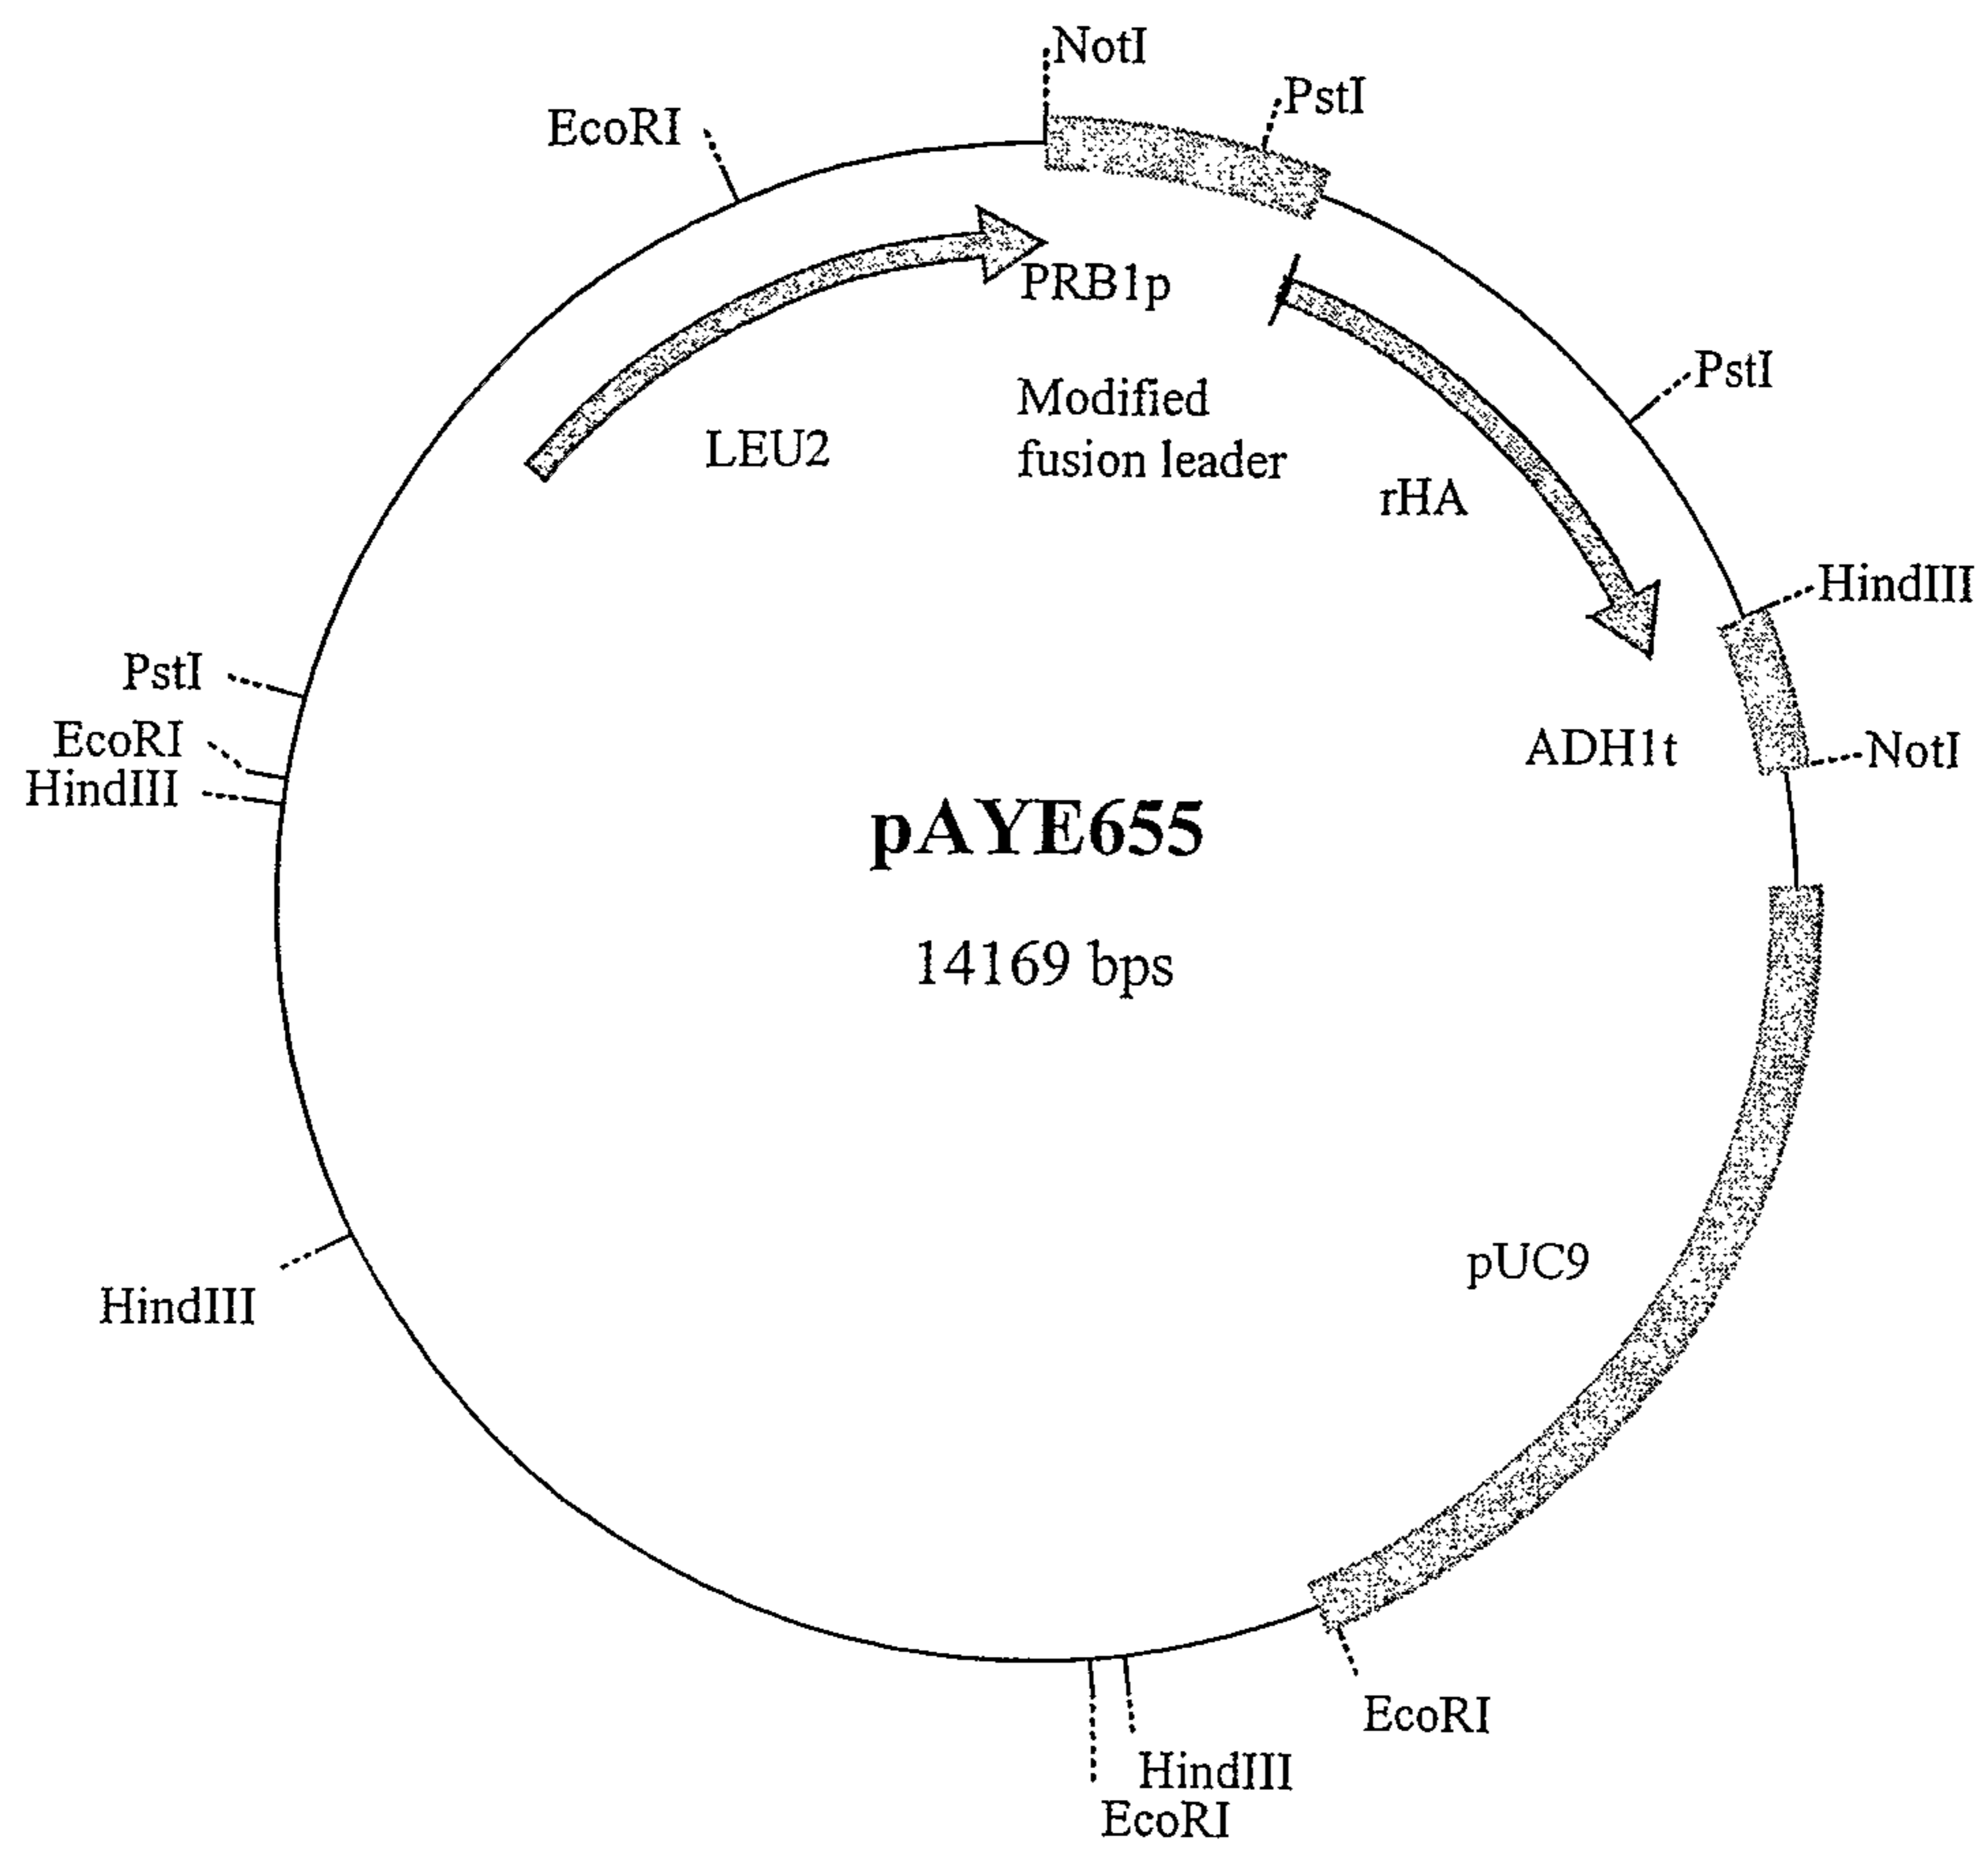 NotI
PstI
EcoRI
PRB1p
PstI
Modified
fusion leader
LEU2
rHA
HindIII
PstI
EcoRI
HindIII
ADH1t
NotI
pAYE655
14169 bps
pUC9
HindIII
EcoRI
HindIII
EcoRI